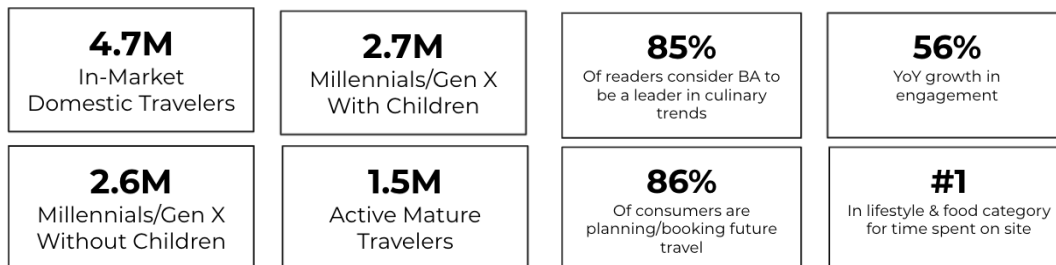 4.7M
In-Market
Domestic Travelers
2.7M
Millennials/Gen X
With Children
85%
Of readers consider BA to
be a leader in culinary
trends
56%
YoY growth in
engagement
2.6M
Millennials/Gen X
Without Children
1.5M
Active Mature
Travelers
86%
Of consumers are
planning/booking future
travel
#1
In lifestyle & food category
for time spent on site